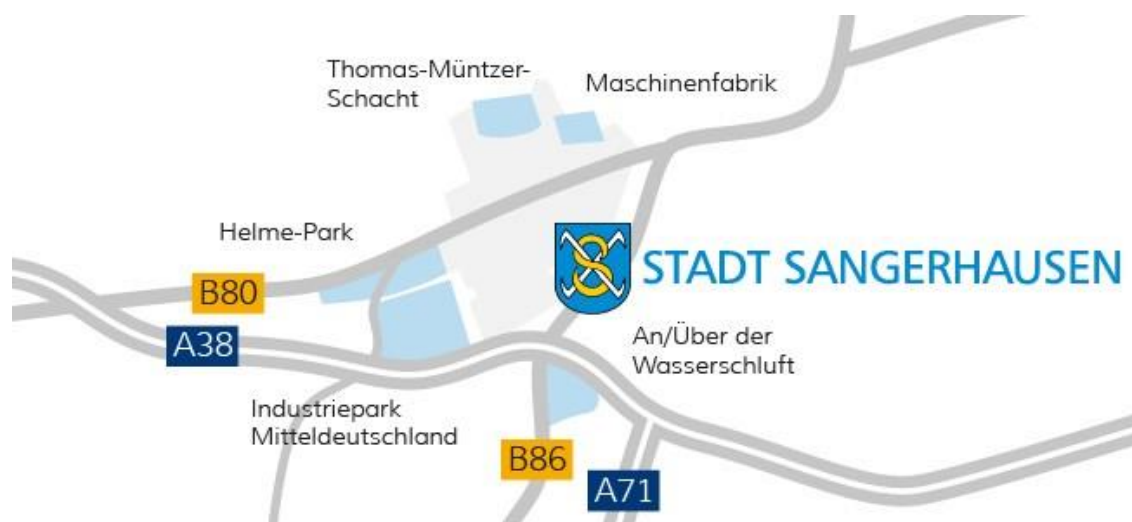 Thomas-Müntzer-
Schacht
Maschinenfabrik
Helme-Park
STADT SANGERHAUSEN
B80
A38
An/Über der
Wasserschluft
Industriepark
Mitteldeutschland
B86
A71